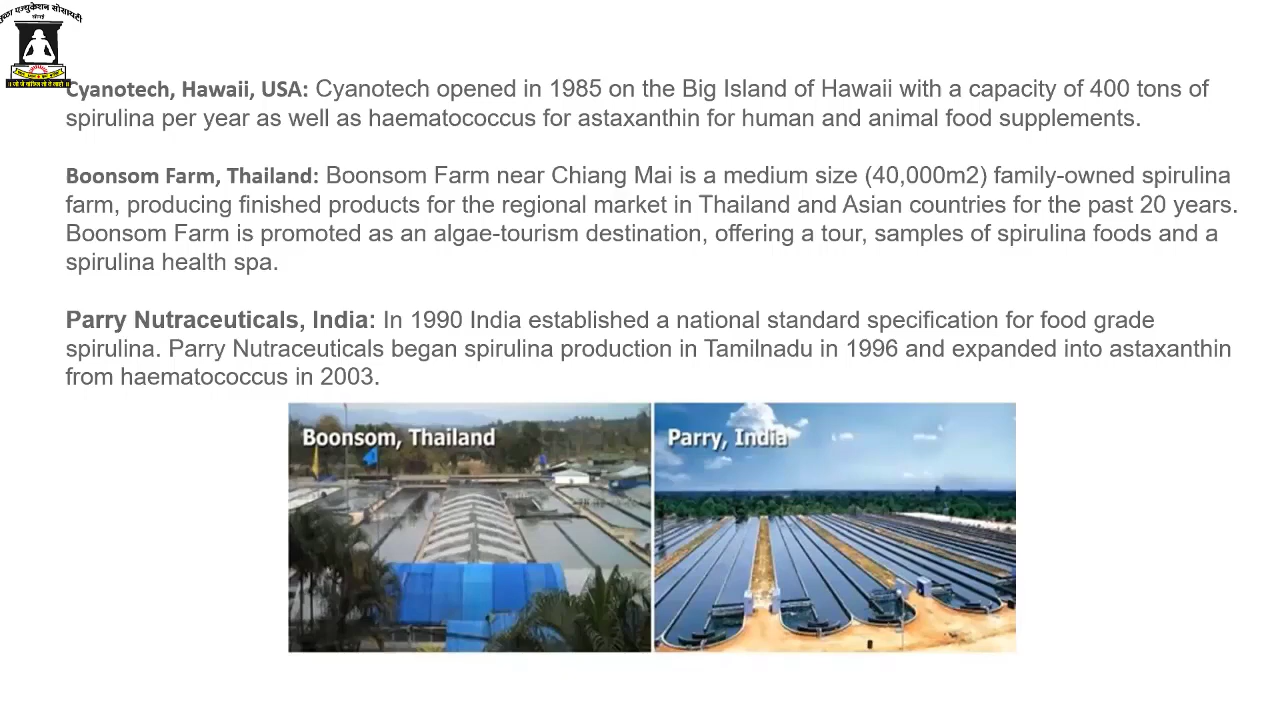 मुळा एज्युकेशन सोसायटी
सोनई
Cyanotech, Hawaii, USA: Cyanotech opened in 1985 on the Big Island of Hawaii with a capacity of 400 tons of
spirulina per year as well as haematococcus for astaxanthin for human and animal food supplements.
Boonsom Farm, Thailand: Boonsom Farm near Chiang Mai is a medium size (40,000m2) family-owned spirulina
farm, producing finished products for the regional market in Thailand and Asian countries for the past 20 years.
Boonsom Farm is promoted as an algae-tourism destination, offering a tour, samples of spirulina foods and a
spirulina health spa.
Parry Nutraceuticals, India: In 1990 India established a national standard specification for food grade
spirulina. Parry Nutraceuticals began spirulina production in Tamilnadu in 1996 and expanded into astaxanthin
from haematococcus in 2003.
Boonsom, Thailand
Parry, India